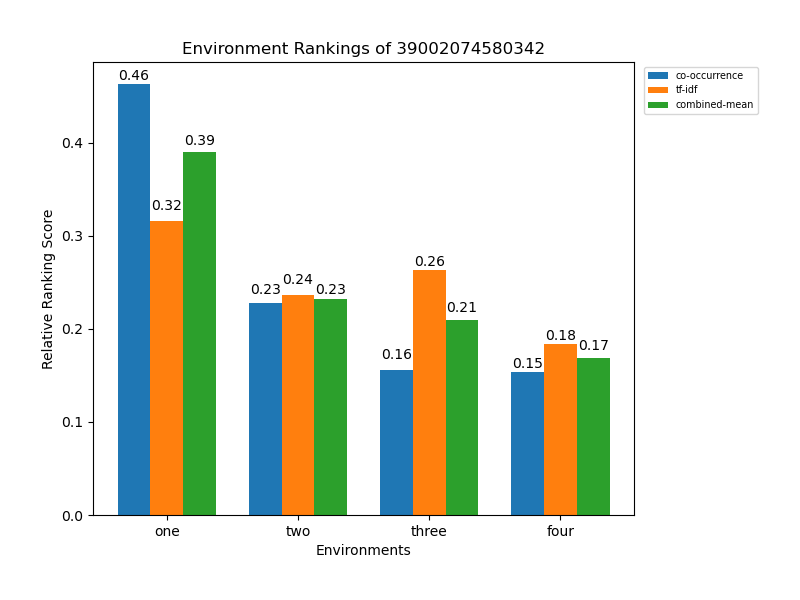 Environment Rankings of 39002074580342
co-occurrence
tf-idf
combined-mean
Relative Ranking Score
0.4
0.3
0.2
0.1
0.0
0.46
0.32
0.39
0.23
0.24
0.23
0.16
0.26
0.21
0.15
0.18
0.17
one two three four
Environments